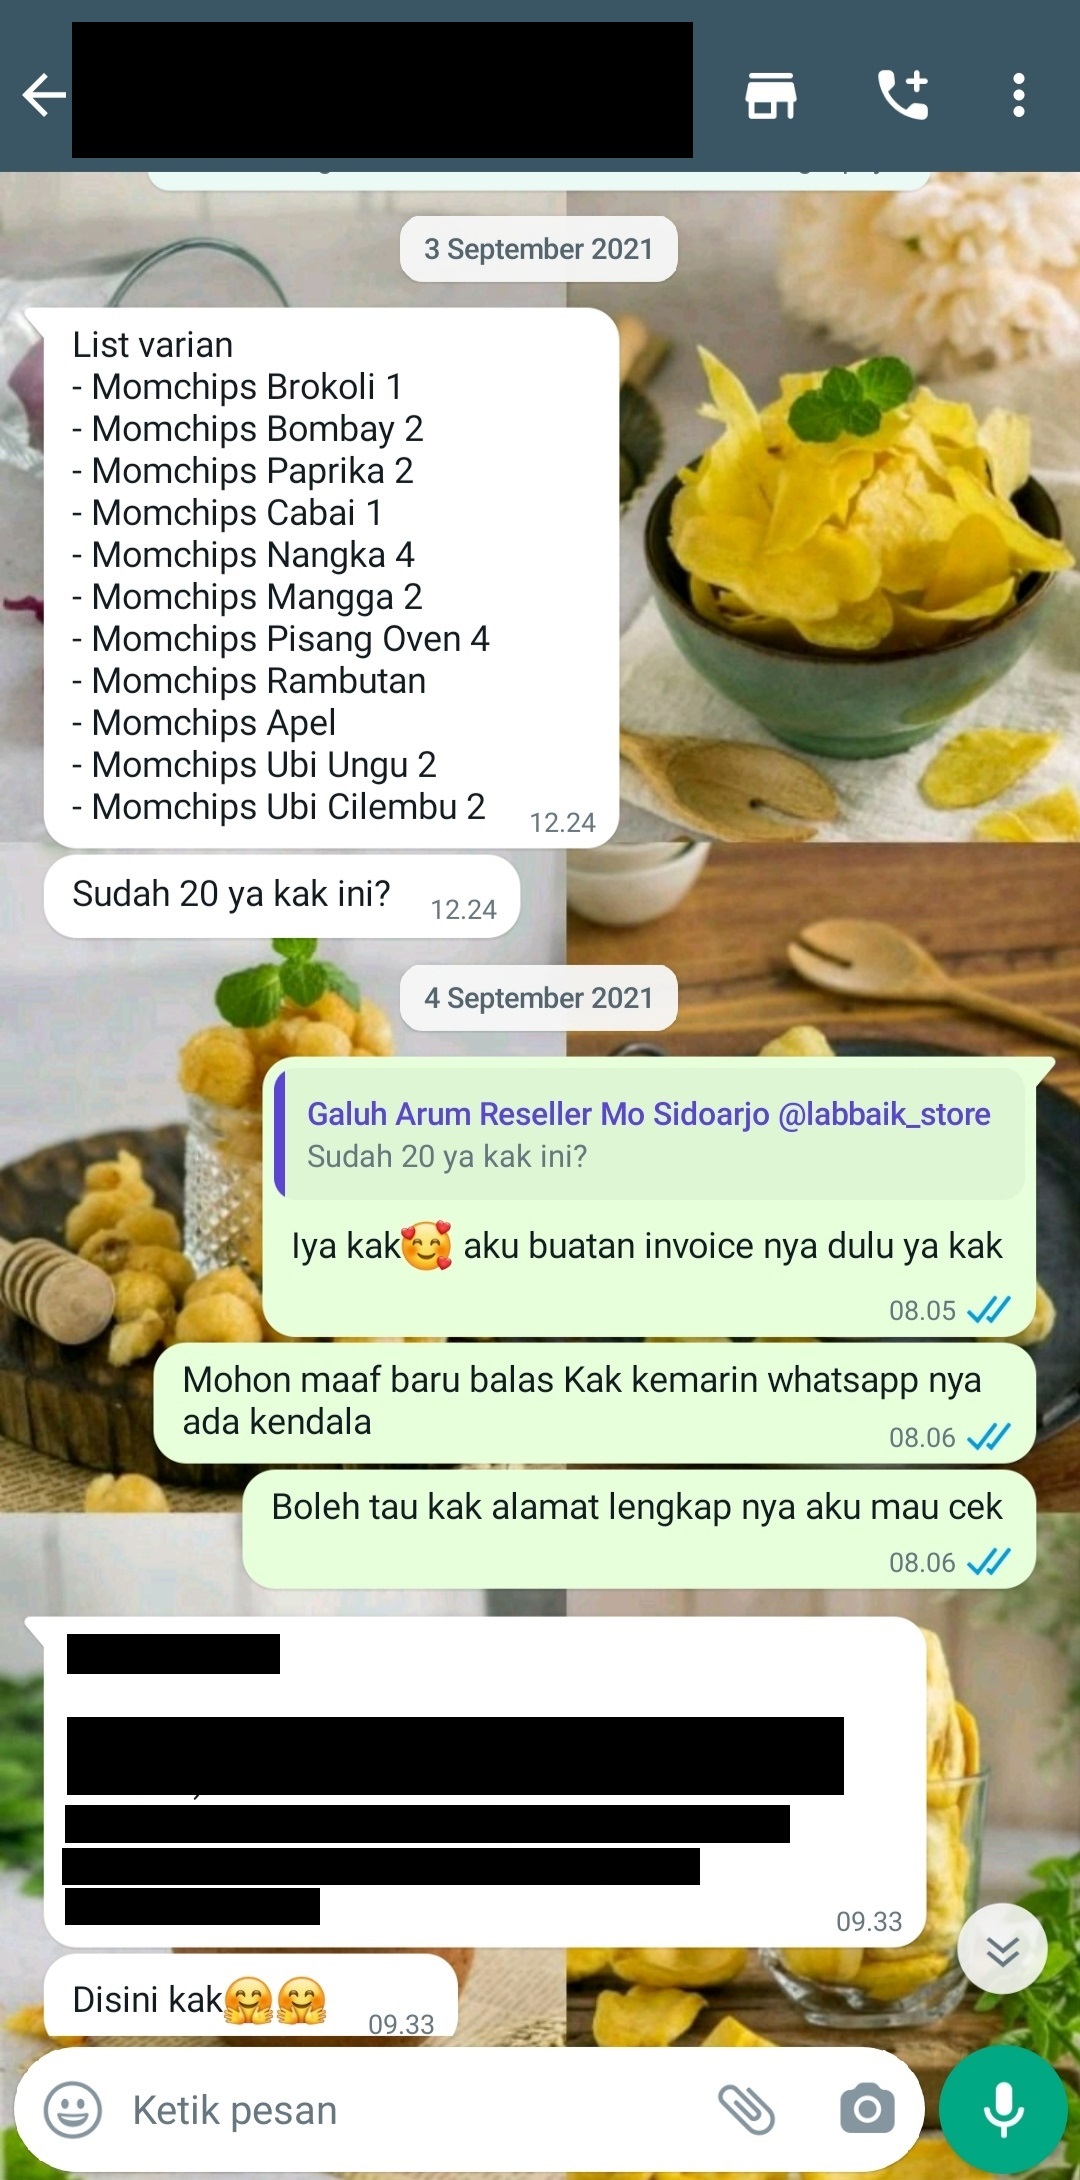 3 September 2021
List varian
- Momchips Brokoli 1
- Momchips Bombay 2
- Momchips Paprika 2
- Momchips Cabai 1
- Momchips Nangka 4
- Momchips Mangga 2
- Momchips Pisang Oven 4
- Momchips Rambutan
- Momchips Apel
- Momchips Ubi Ungu 2
- Momchips Ubi Cilembu 2
12.24
Sudah 20 ya kak ini?
12.24
4 September 2021
Galuh Arum Reseller Mo Sidoarjo @labbaik_store
Sudah 20 ya kak ini?
Iya kak🥰 aku buatan invoice nya dulu ya kak
08.05
Mohon maaf baru balas Kak kemarin whatsapp nya
ada kendala
08.06
Boleh tau kak alamat lengkap nya aku mau cek
08.06
09.33
Disini kak🤗🤗
09.33
Ketik pesan